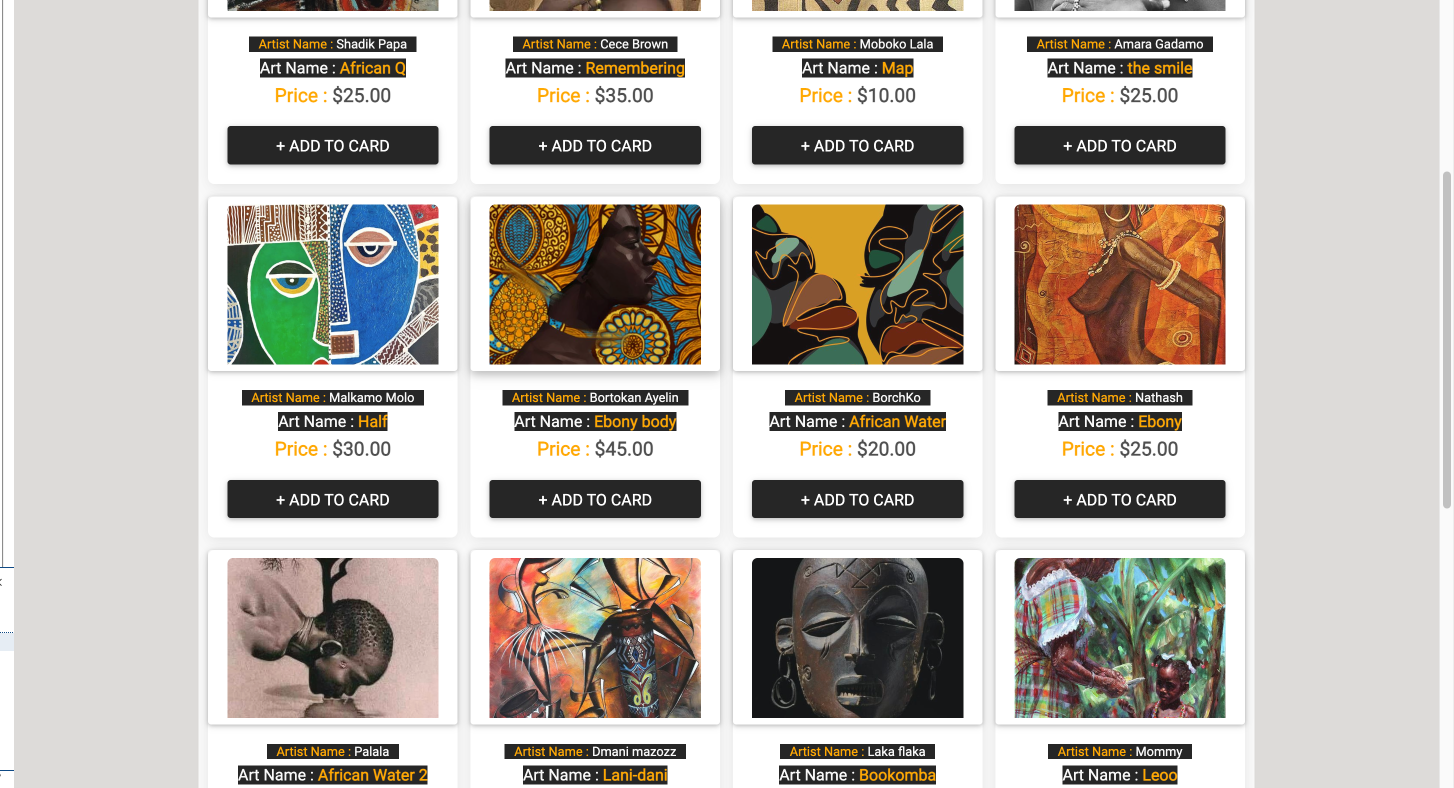 Artist Name : Shadik Papa
Art Name : African Q
Price : $25.00
+ ADD TO CARD
Artist Name : Cece Brown
Art Name : Remembering
Price : $35.00
+ ADD TO CARD
Artist Name : Moboko Lala
Art Name : Map
Price : $10.00
+ ADD TO CARD
Artist Name : Amara Gadamo
Art Name : the smile
Price : $25.00
+ ADD TO CARD
Artist Name : Malkamo Molo
Art Name : Half
Price : $30.00
+ ADD TO CARD
Artist Name : Bortokan Ayelin
Art Name : Ebony body
Price : $45.00
+ ADD TO CARD
Artist Name : BorchKo
Art Name : African Water
Price : $20.00
+ ADD TO CARD
Artist Name : Nathash
Art Name : Ebony
Price : $25.00
+ ADD TO CARD
Artist Name : Palala
Art Name : African Water 2
Artist Name : Dmani mazozz
Art Name : Lani-dani
Artist Name : Laka flaka
Art Name : Bookomba
Artist Name : Mommy
Art Name : Leoo